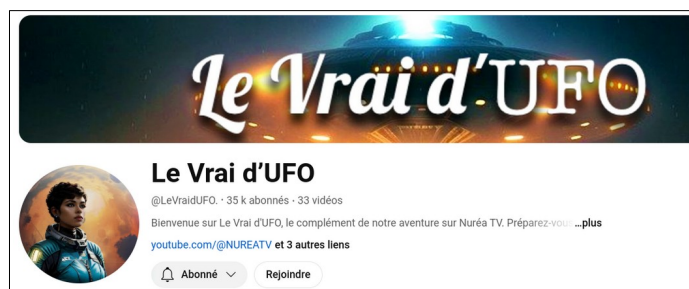 Le Vrai d'UFO
Le Vrai d’UFO
@LeVraidUFO. · 35 k abonnés · 33 vidéos
Bienvenue sur Le Vrai d'UFO, le complément de notre aventure sur Nuréa TV. Préparez-vous ...plus
youtube.com/@NUREATV et 3 autres liens
Abonné
Rejoindre